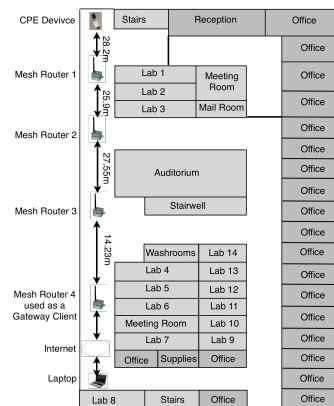 CPE Devivce
Stairs
Reception
Office
28.2m
Office
Mesh Router 1
Lab 1
Meeting
Room
Office
Lab 2
25.9m
Lab 3
Mail Room
Office
Mesh Router 2
Office
Office
27.55m
Office
Auditorium
Office
Office
Stairwell
Mesh Router 3
Office
14.23m
Office
Washrooms
Lab 14
Office
Lab 4
Lab 13
Office
Mesh Router 4
used as a
Gateway Client
Lab 5
Lab 12
Office
Lab 6
Lab 11
Office
Meeting Room
Lab 10
Office
Internet
Lab 7
Lab 9
Office
Office
Supplies
Office
Office
Laptop
Office
Lab 8
Stairs
Office
Office